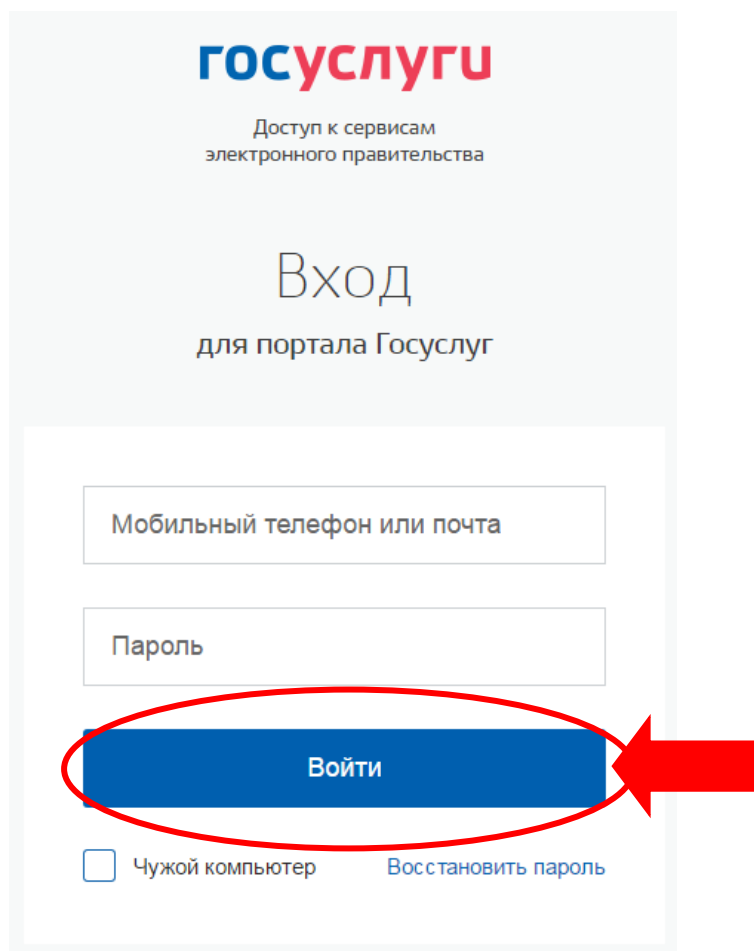 госуслуги
Доступ к сервисам
электронного правительства
Вход
для портала Госуслуг
Мобильный телефон или почта
Пароль
Войти
Чужой компьютер Восстановить пароль